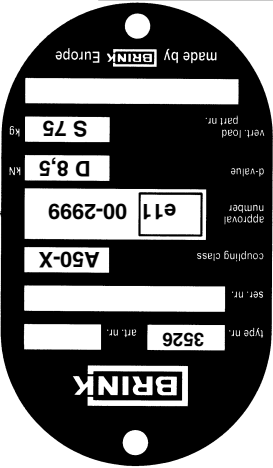 BRINK
type nr. 3526 art. nr.
ser. nr.
coupling class A50-X
approval number e11 00-2999
d-value D 8,5 kN
vert. load S 75 kg
part nr.
made by BRINK Europe